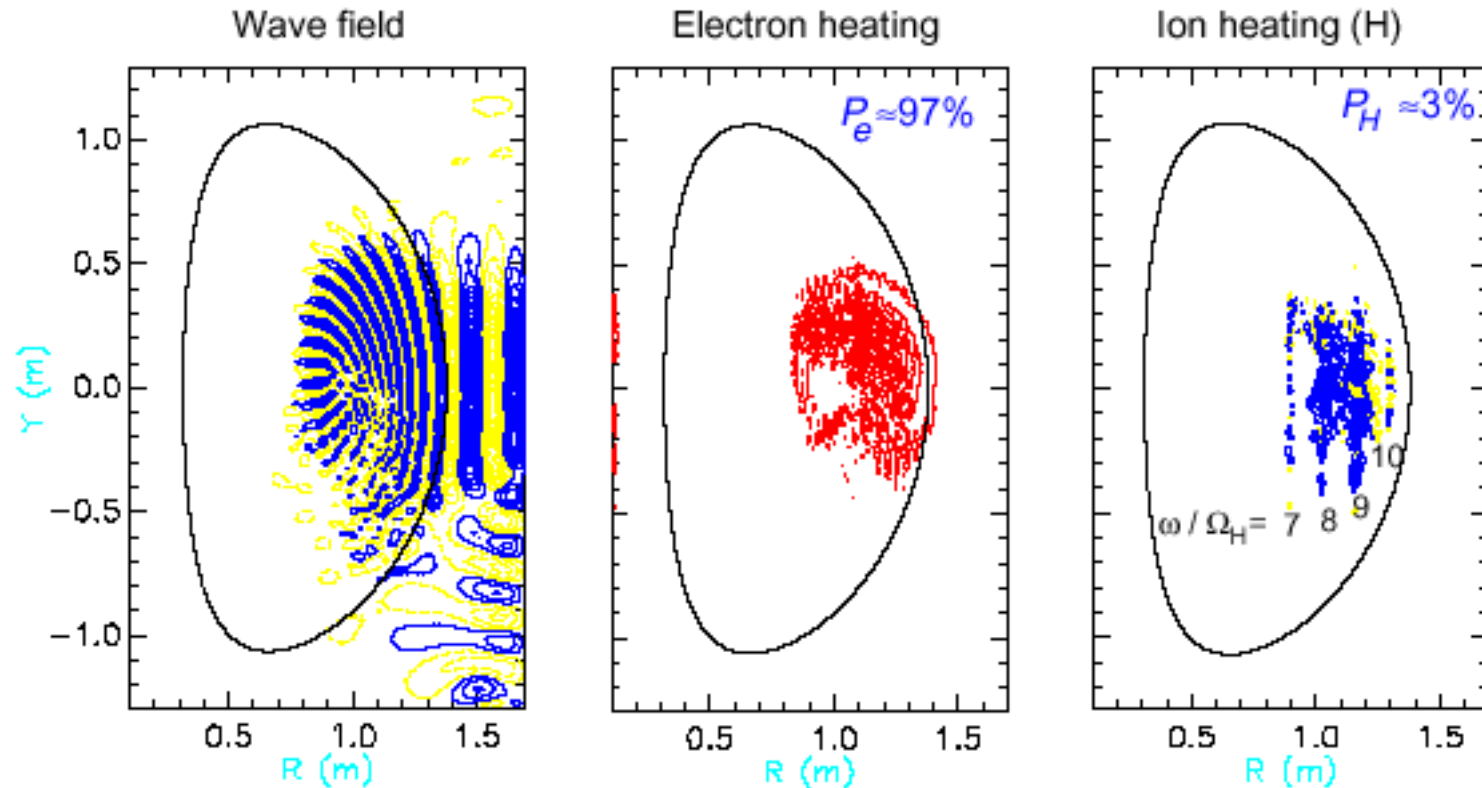 Wave field
Electron heating
Ion heating (H)
Pe≈97%
PH≈3%
1.0
0.5
0.0
−0.5
−1.0
Y (m)
10
9
8
7
ω / ΩH=
0.5 1.0 1.5
0.5 1.0 1.5
0.5 1.0 1.5
R (m)
R (m)
R (m)